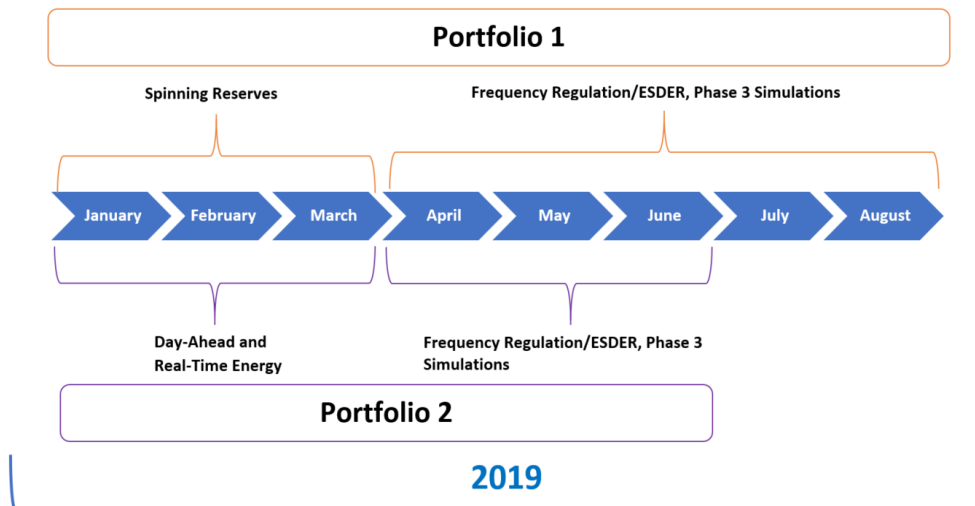 Portfolio 1
Spinning Reserves
Frequency Regulation/ESDER, Phase 3 Simulations
January
February
March
April
May
June
July
August
Day-Ahead and
Real-Time Energy
Frequency Regulation/ESDER, Phase 3
Simulations
Portfolio 2
2019